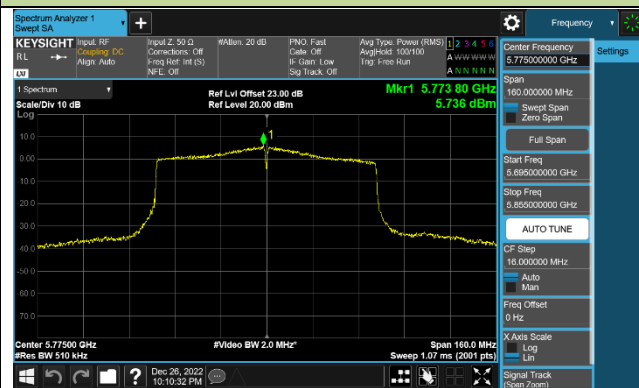 Spectrum Analyzer 1
Swept SA
Frequency
KEYSIGHT
RL
LXI
Input: RF
Coupling: DC
Align: Auto
Input Z: 50 Ω
Corrections: Off
Freq Ref: Int (S)
NFE: Off
#Atten: 20 dB
PNO: Fast
Gate: Off
IF Gain: Low
Sig Track: Off
Avg Type: Power (RMS)
Avg|Hold: 100/100
Trig: Free Run
1 2 3 4 5 6
A W W W W W
A N N N N N
1 Spectrum
Scale/Div 10 dB
Log
Ref Lvl Offset 23.00 dB
Ref Level 20.00 dBm
Mkr1 5.773 80 GHz
5.736 dBm
1
10.0
0.00
-10.0
-20.0
-30.0
-40.0
-50.0
-60.0
-70.0
Center 5.77500 GHz
#Res BW 510 kHz
#Video BW 2.0 MHz*
Span 160.0 MHz
Sweep 1.07 ms (2001 pts)
Dec 26, 2022
10:10:32 PM
Center Frequency
5.775000000 GHz
Settings
Span
160.000000 MHz
Swept Span
Zero Span
Full Span
Start Freq
5.695000000 GHz
Stop Freq
5.855000000 GHz
AUTO TUNE
CF Step
16.000000 MHz
Auto
Man
Freq Offset
0 Hz
X Axis Scale
Log
Lin
Signal Track
(Span Zoom)